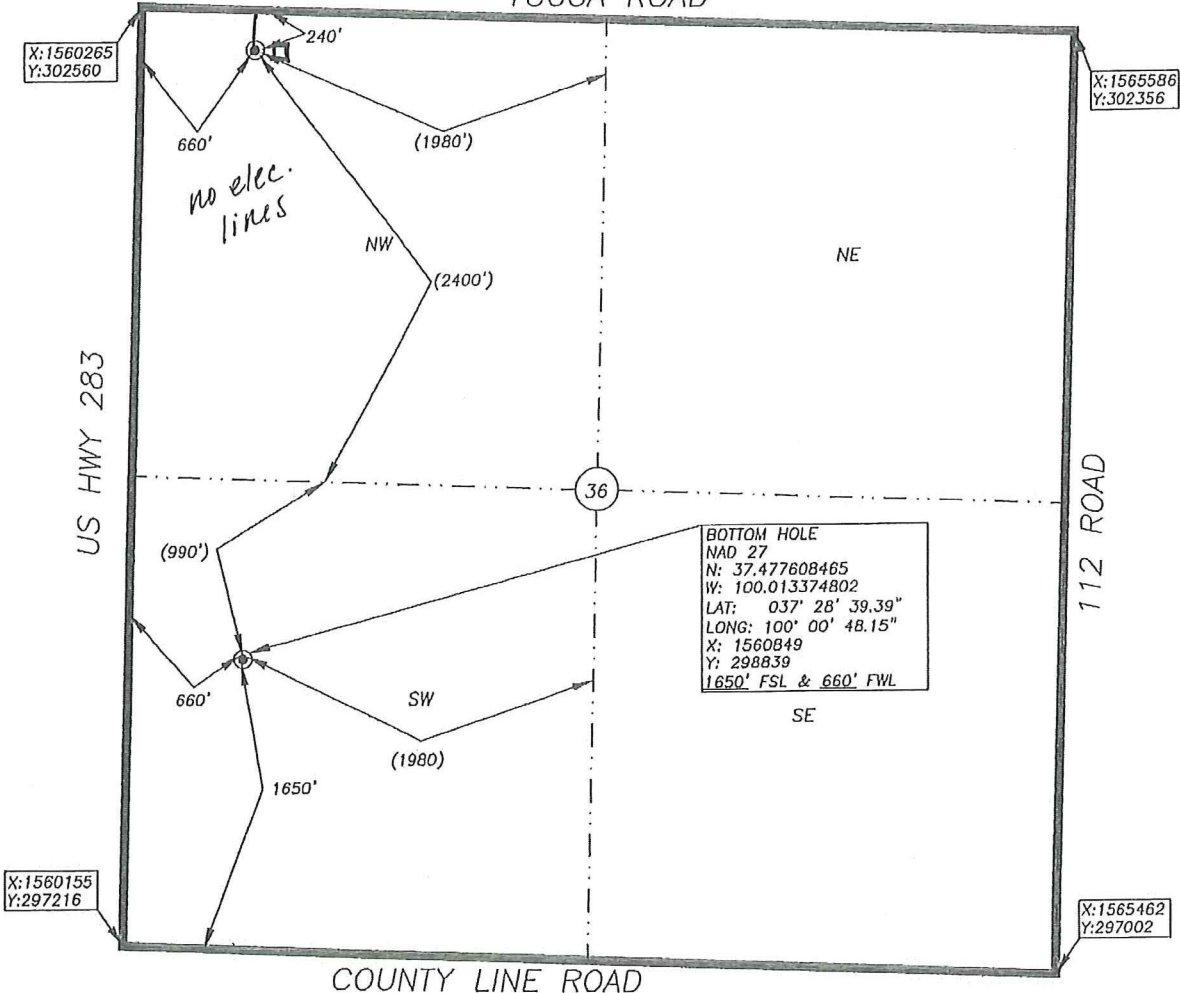 ROAD
X:1560265
Y:302560
240'
X:1565586
Y:302356
660'
(1980')
no elec.
lines
NW
NE
(2400')
US HWY 283
36
112 ROAD
(990')
BOTTOM HOLE
NAD 27
N: 37.477608465
W: 100.013374802
LAT: 037' 28' 39.39"
LONG: 100' 00' 48.15"
X: 1560849
Y: 298839
1650' FSL & 660' FWL
660'
SW
SE
(1980)
1650'
X:1560155
Y:297216
X:1565462
Y:297002
COUNTY LINE ROAD